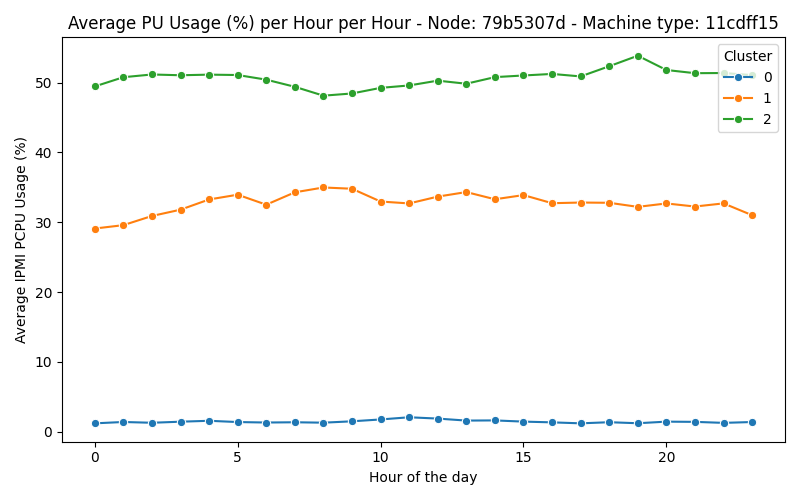 Average PU Usage (%) per Hour per Hour - Node: 79b5307d - Machine type: 11cdff15
Average IPMI PCPU Usage (%)
50
40
30
20
10
0
Cluster
0
1
2
0 5 10 15 20
Hour of the day